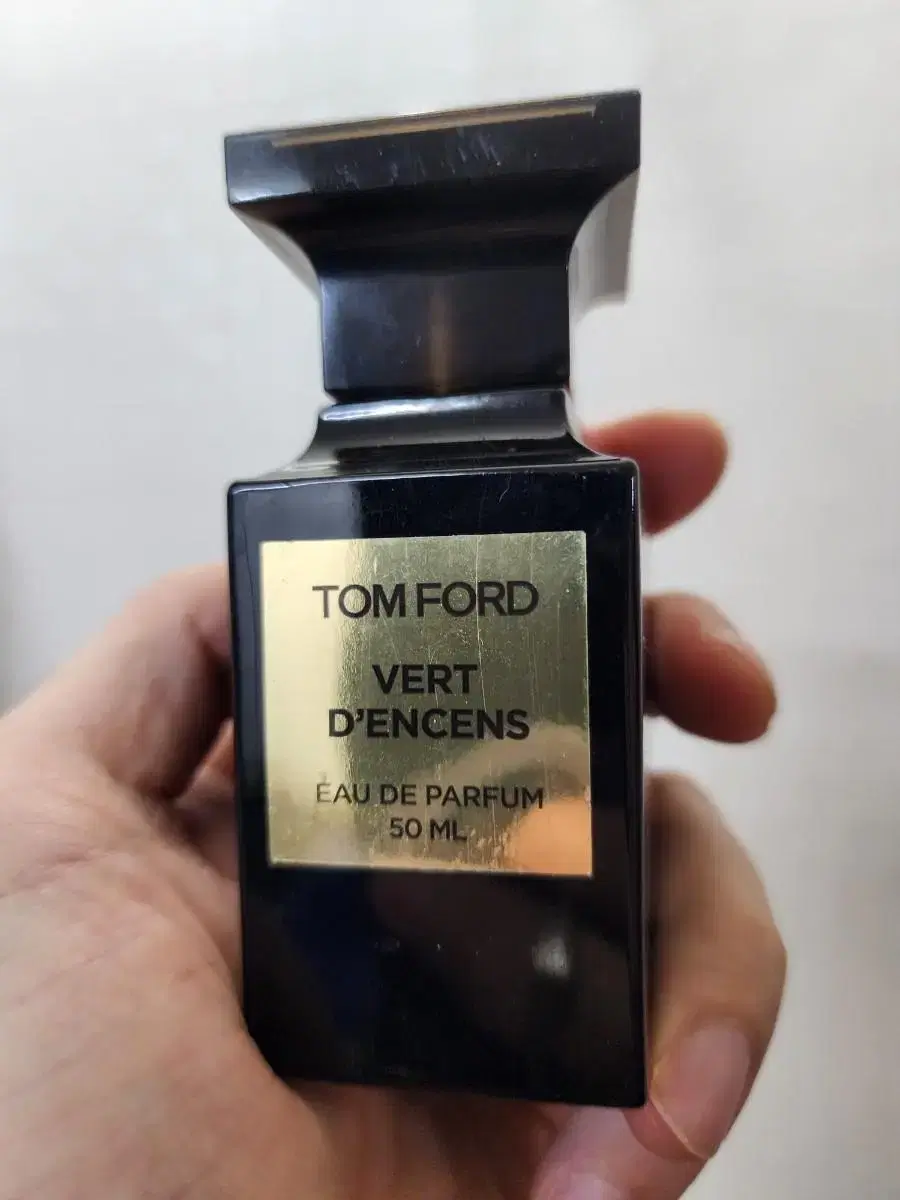 TOM FORD
VERT
D'ENCENS
EAU DE PARFUM
50 ML